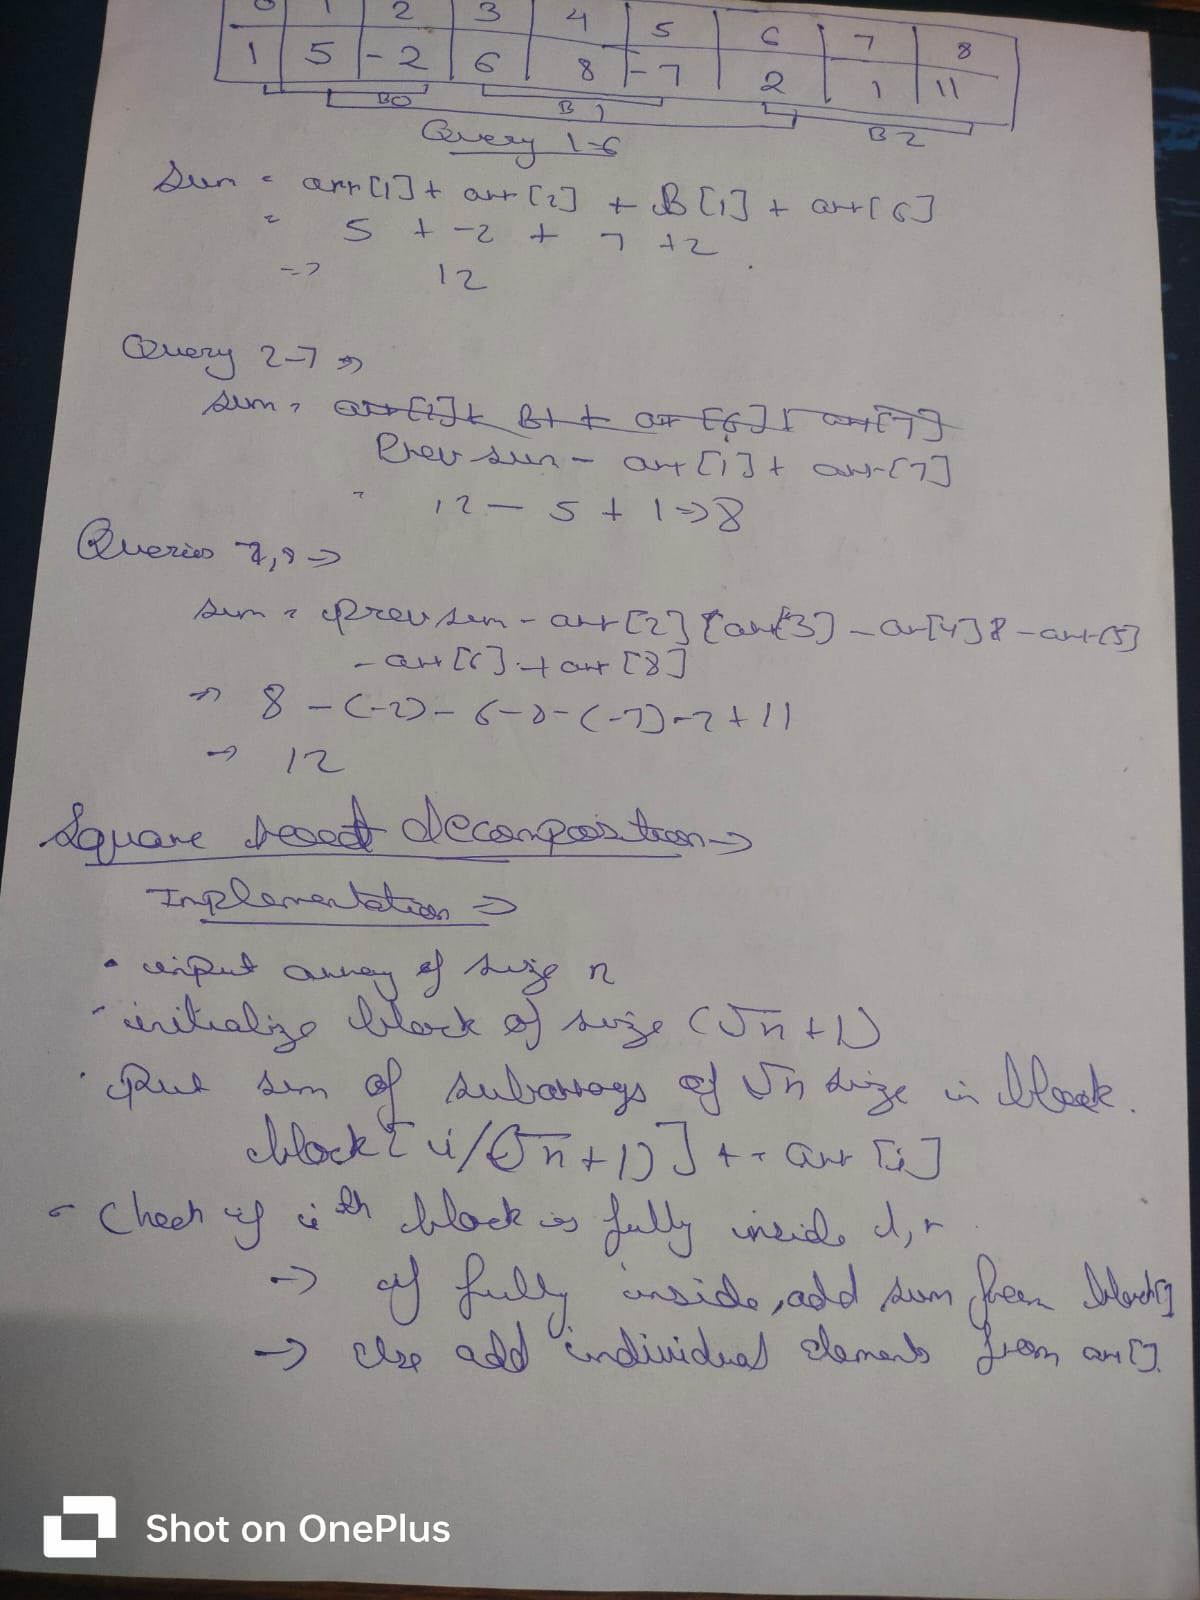 0 1 2 3 4 5 6 7 8
1 5 -2 6 8 -7 2 1 11
B0 B1 B2
Query 1-6
Sum = arr[1] + arr[2] + B[1] + arr[6]
= 5 + -2 + 7 + 2
=> 12
Query 2-7 =>
sum = arr[2] + B1 + arr[6] + arr[7]
Prev sum - arr[1] + arr[7]
= 12 - 5 + 1 => 8
Queries 7,8 =>
sum = Prev sum - arr[2] - arr[3] - arr[4] - arr[5]
- arr[6] + arr[8]
=> 8 - (-2) - 6 - 8 - (-7) - 2 + 11
=> 12
Square root decomposition ->
Implementation =>
• input array of size n
- initialize block of size (√n+1)
• Put sum of subarrays of √n size in block.
block[i/(√n+1)] += arr[i]
- Check if ith block is fully inside l,r
-> if fully inside, add sum from block[]
-> else add individual elements from arr[].
Shot on OnePlus